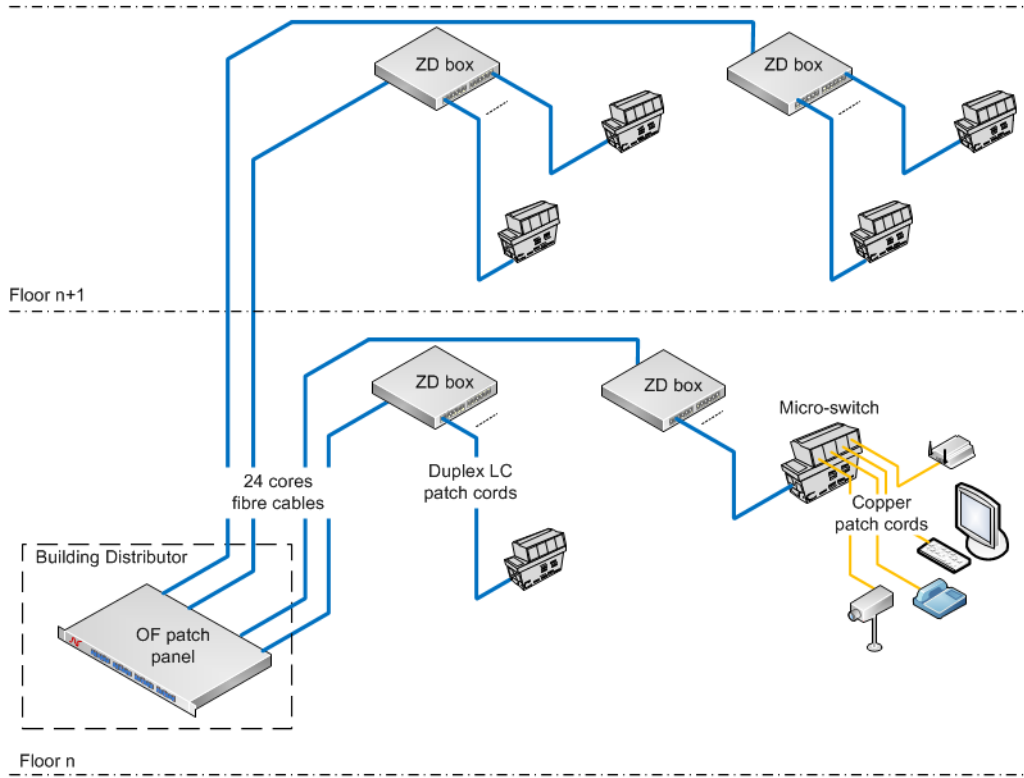 ZD box
ZD box
Floor n+1
ZD box
ZD box
Micro-switch
24 cores
fibre cables
Duplex LC
patch cords
Copper
patch cords
Building Distributor
OF patch
panel
Floor n